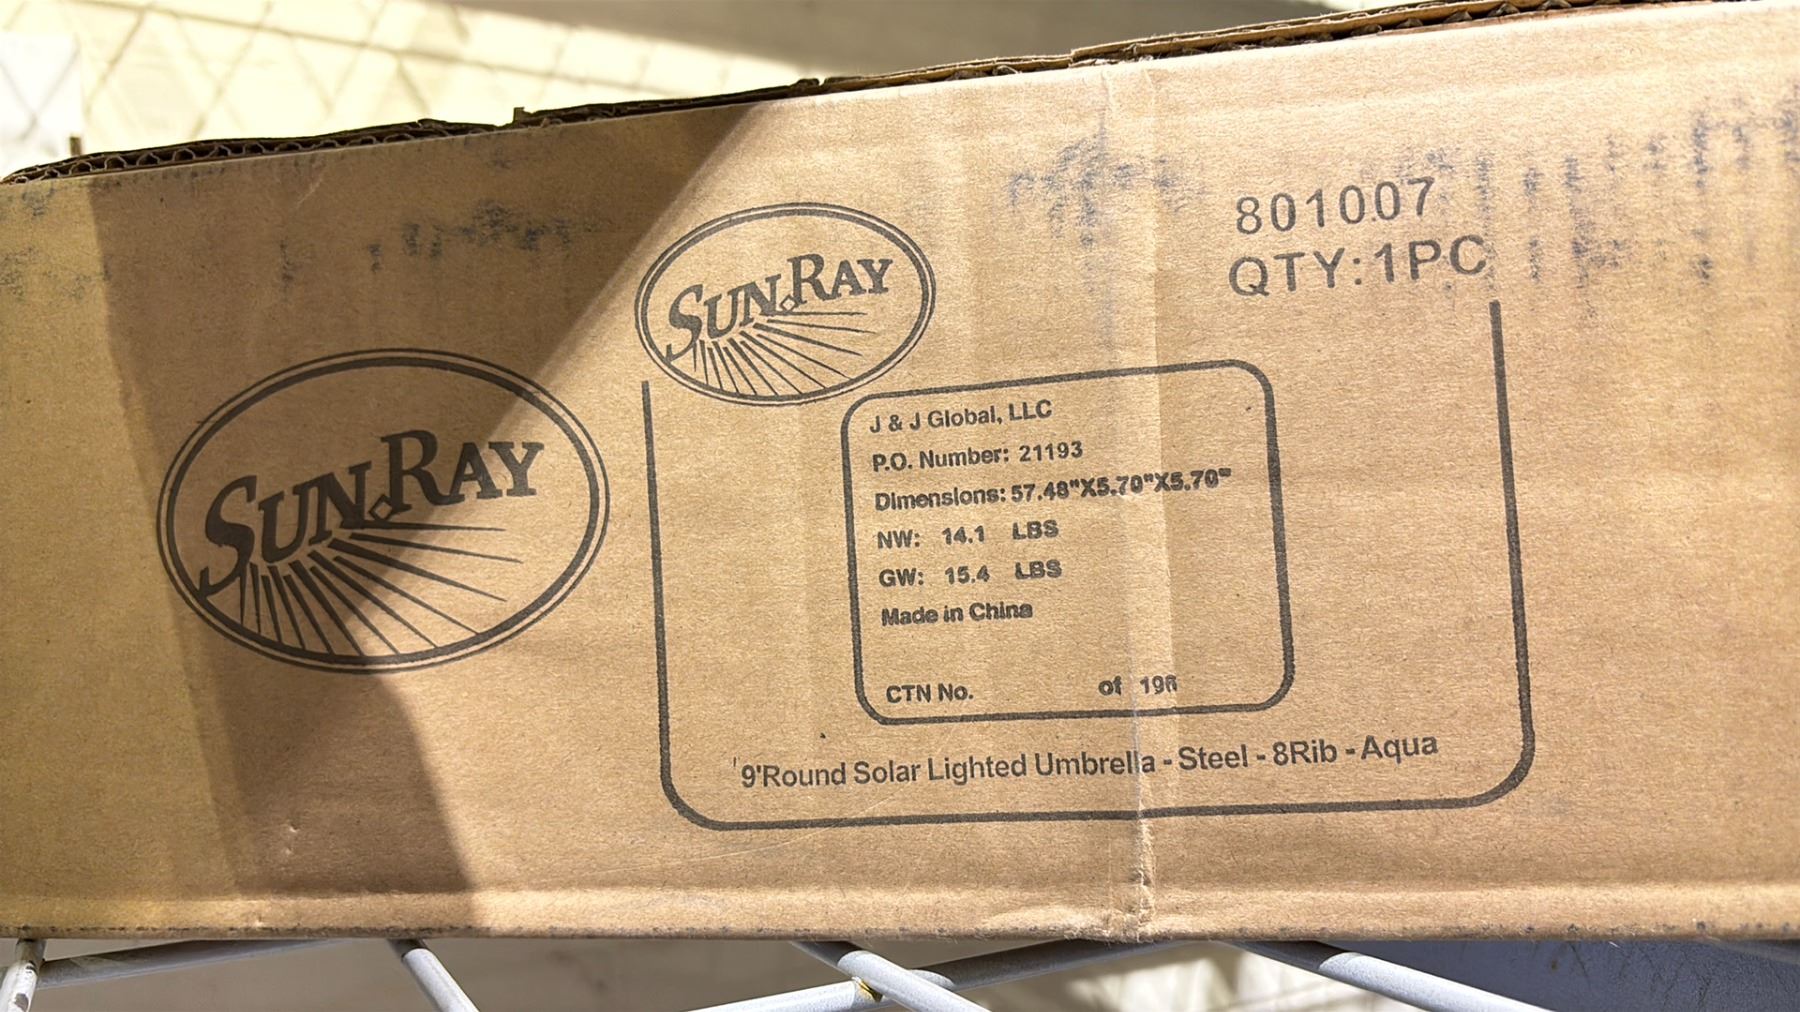 SUN RAY
SUN RAY
801007
QTY:1PC
J & J Global, LLC
P.O. Number: 21193
Dimensions: 57.48"X5.70"X5.70"
NW: 14.1 LBS
GW: 15.4 LBS
Made in China
CTN No. of
'9'Round Solar Lighted Umbrella - Steel - 8Rib - Aqua